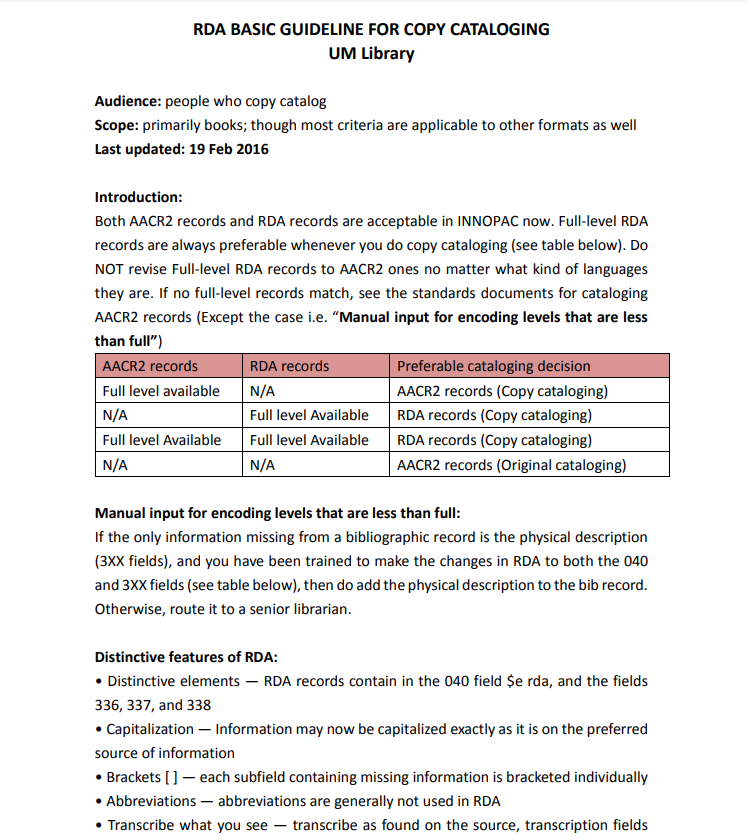 RDA BASIC GUIDELINE FOR COPY CATALOGING
UM Library
Audience: people who copy catalog
Scope: primarily books; though most criteria are applicable to other formats as well
Last updated: 19 Feb 2016
Introduction:
Both AACR2 records and RDA records are acceptable in INNOPAC now. Full-level RDA
records are always preferable whenever you do copy cataloging (see table below). Do
NOT revise Full-level RDA records to AACR2 ones no matter what kind of languages
they are. If no full-level records match, see the standards documents for cataloging
AACR2 records (Except the case i.e. “Manual input for encoding levels that are less
than full”)
AACR2 records RDA records Preferable cataloging decision
Full level available N/A AACR2 records (Copy cataloging)
N/A Full level Available RDA records (Copy cataloging)
Full level Available Full level Available RDA records (Copy cataloging)
N/A N/A AACR2 records (Original cataloging)
Manual input for encoding levels that are less than full:
If the only information missing from a bibliographic record is the physical description
(3XX fields), and you have been trained to make the changes in RDA to both the 040
and 3XX fields (see table below), then do add the physical description to the bib record.
Otherwise, route it to a senior librarian.
Distinctive features of RDA:
• Distinctive elements — RDA records contain in the 040 field $e rda, and the fields
336, 337, and 338
• Capitalization — Information may now be capitalized exactly as it is on the preferred
source of information
• Brackets [ ] — each subfield containing missing information is bracketed individually
• Abbreviations — abbreviations are generally not used in RDA
• Transcribe what you see — transcribe as found on the source, transcription fields